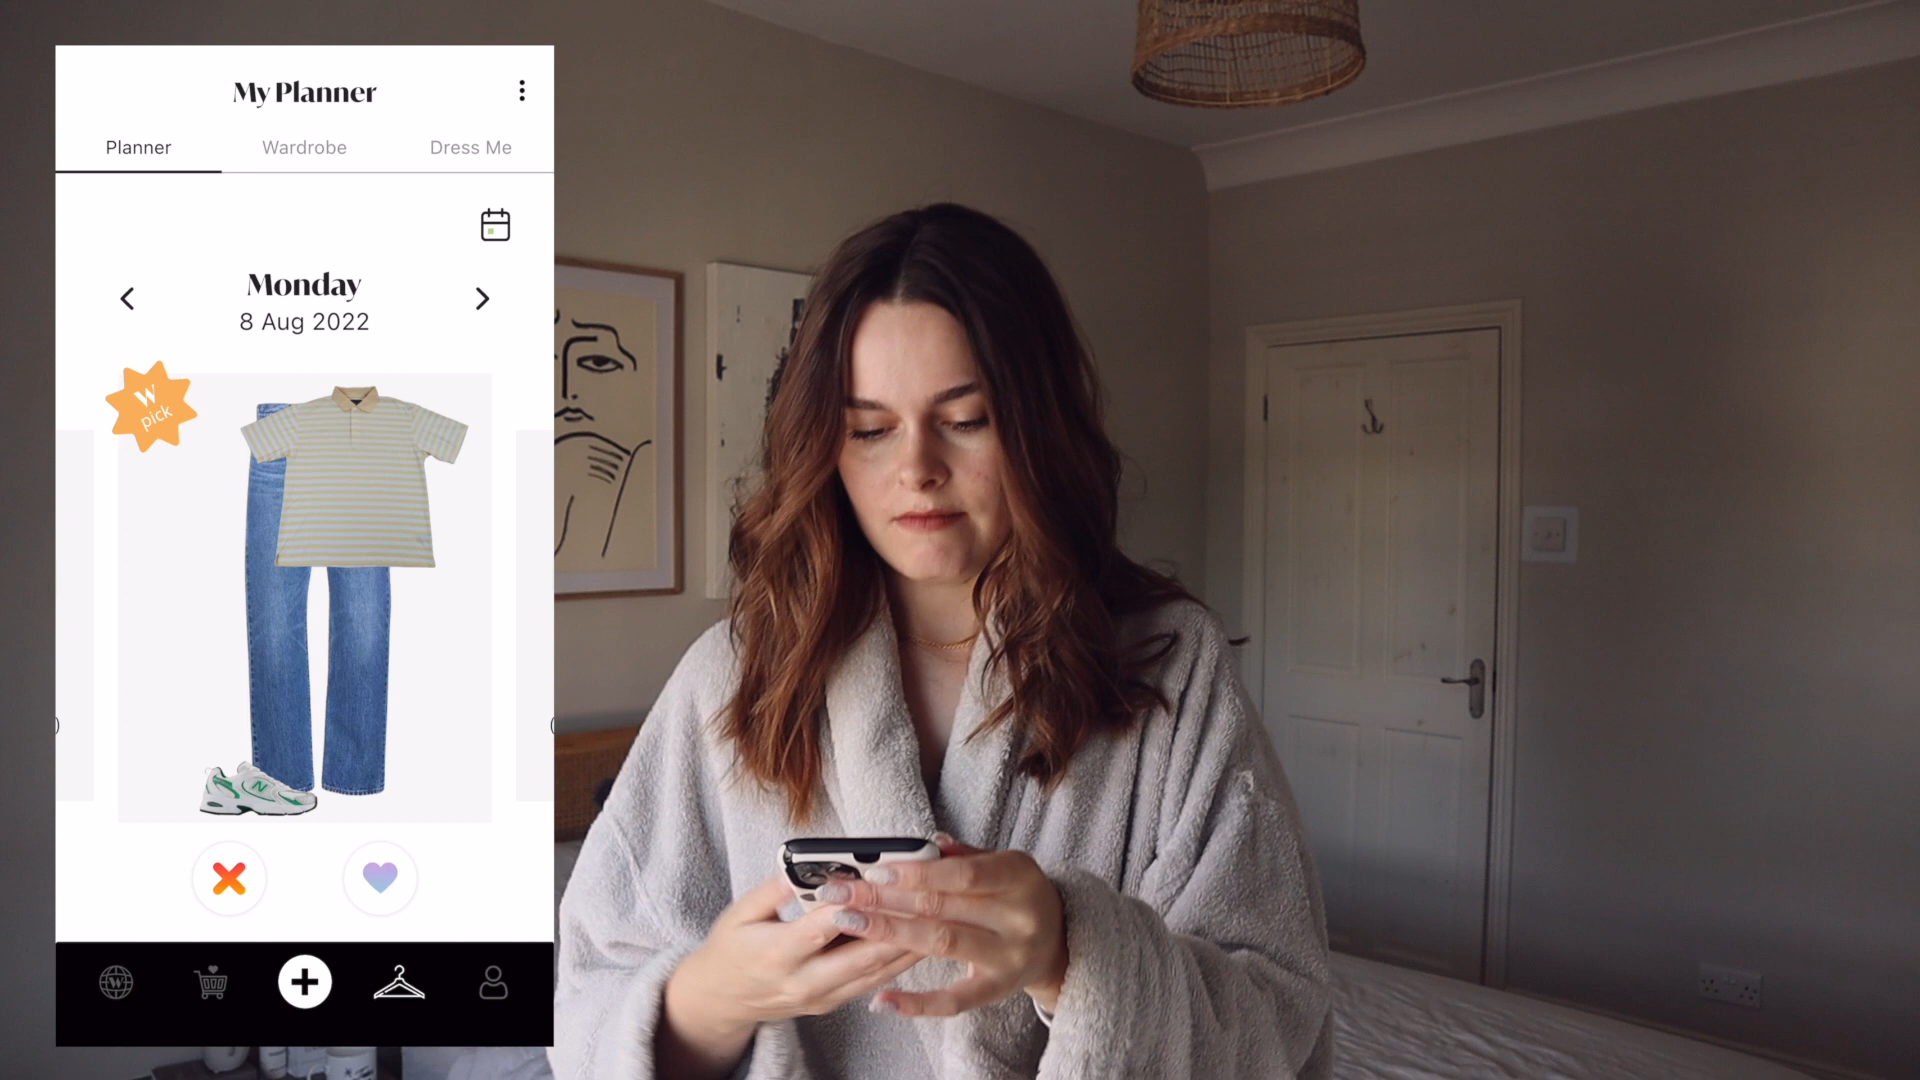 My Planner
Planner Wardrobe Dress Me
Monday
8 Aug 2022
W
pick
N
W